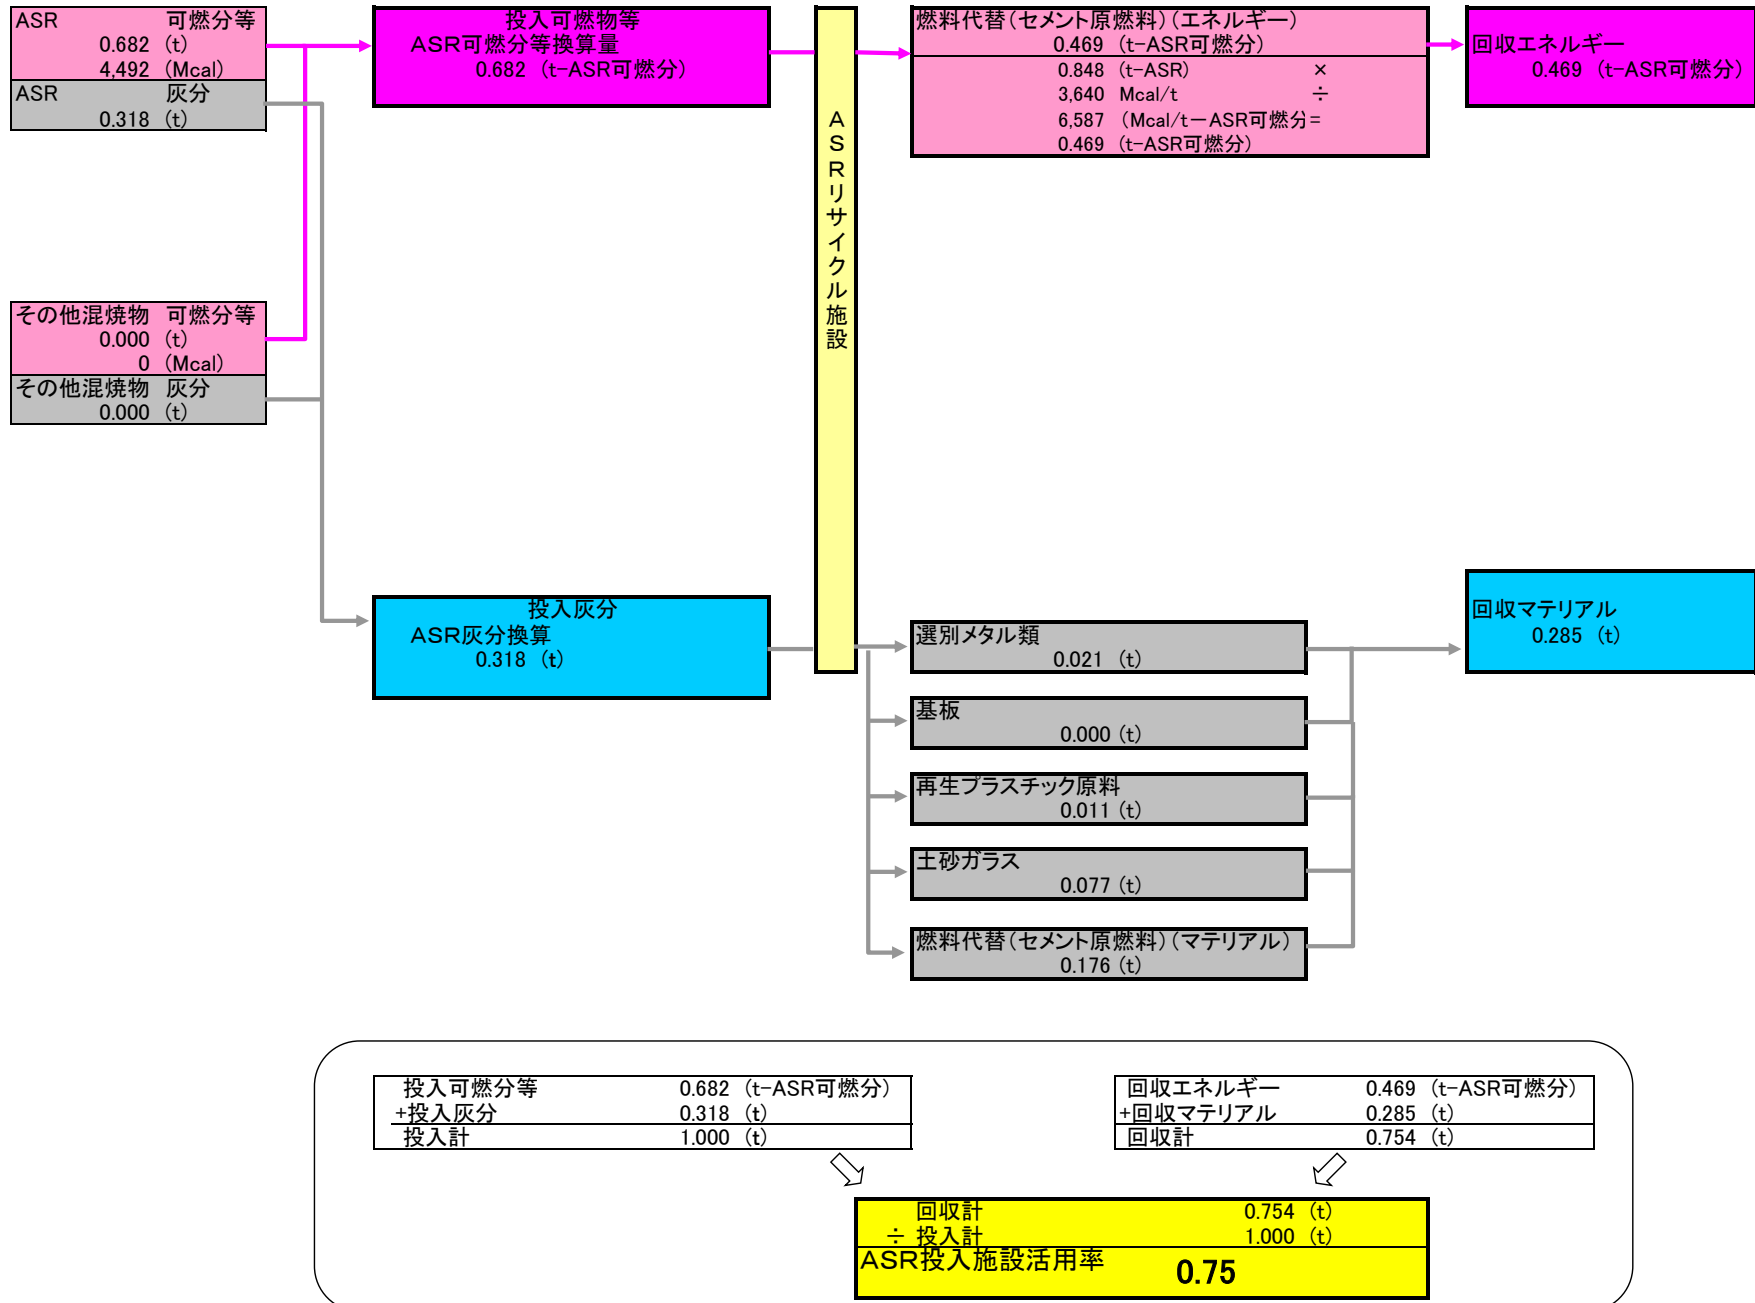 ASR 可燃分等
0.682 (t)
4,492 (Mcal)
ASR 灰分
0.318 (t)
その他混焼物 可燃分等
0.000 (t)
0 (Mcal)
その他混焼物 灰分
0.000 (t)
投入可燃物等
ASR可燃分等換算量
0.682 (t-ASR可燃分)
投入灰分
ASR灰分換算
0.318 (t)
ASRリサイクル施設
燃料代替(セメント原燃料)(エネルギー)
0.469 (t-ASR可燃分)
0.848 (t-ASR) ×
3,640 Mcal/t ÷
6,587 (Mcal/t-ASR可燃分=
0.469 (t-ASR可燃分)
回収エネルギー
0.469 (t-ASR可燃分)
選別メタル類
0.021 (t)
基板
0.000 (t)
再生プラスチック原料
0.011 (t)
土砂ガラス
0.077 (t)
燃料代替(セメント原燃料)(マテリアル)
0.176 (t)
回収マテリアル
0.285 (t)
投入可燃分等 0.682 (t-ASR可燃分)
+投入灰分 0.318 (t)
投入計 1.000 (t)
回収エネルギー 0.469 (t-ASR可燃分)
+回収マテリアル 0.285 (t)
回収計 0.754 (t)
回収計 0.754 (t)
÷ 投入計 1.000 (t)
ASR投入施設活用率 0.75